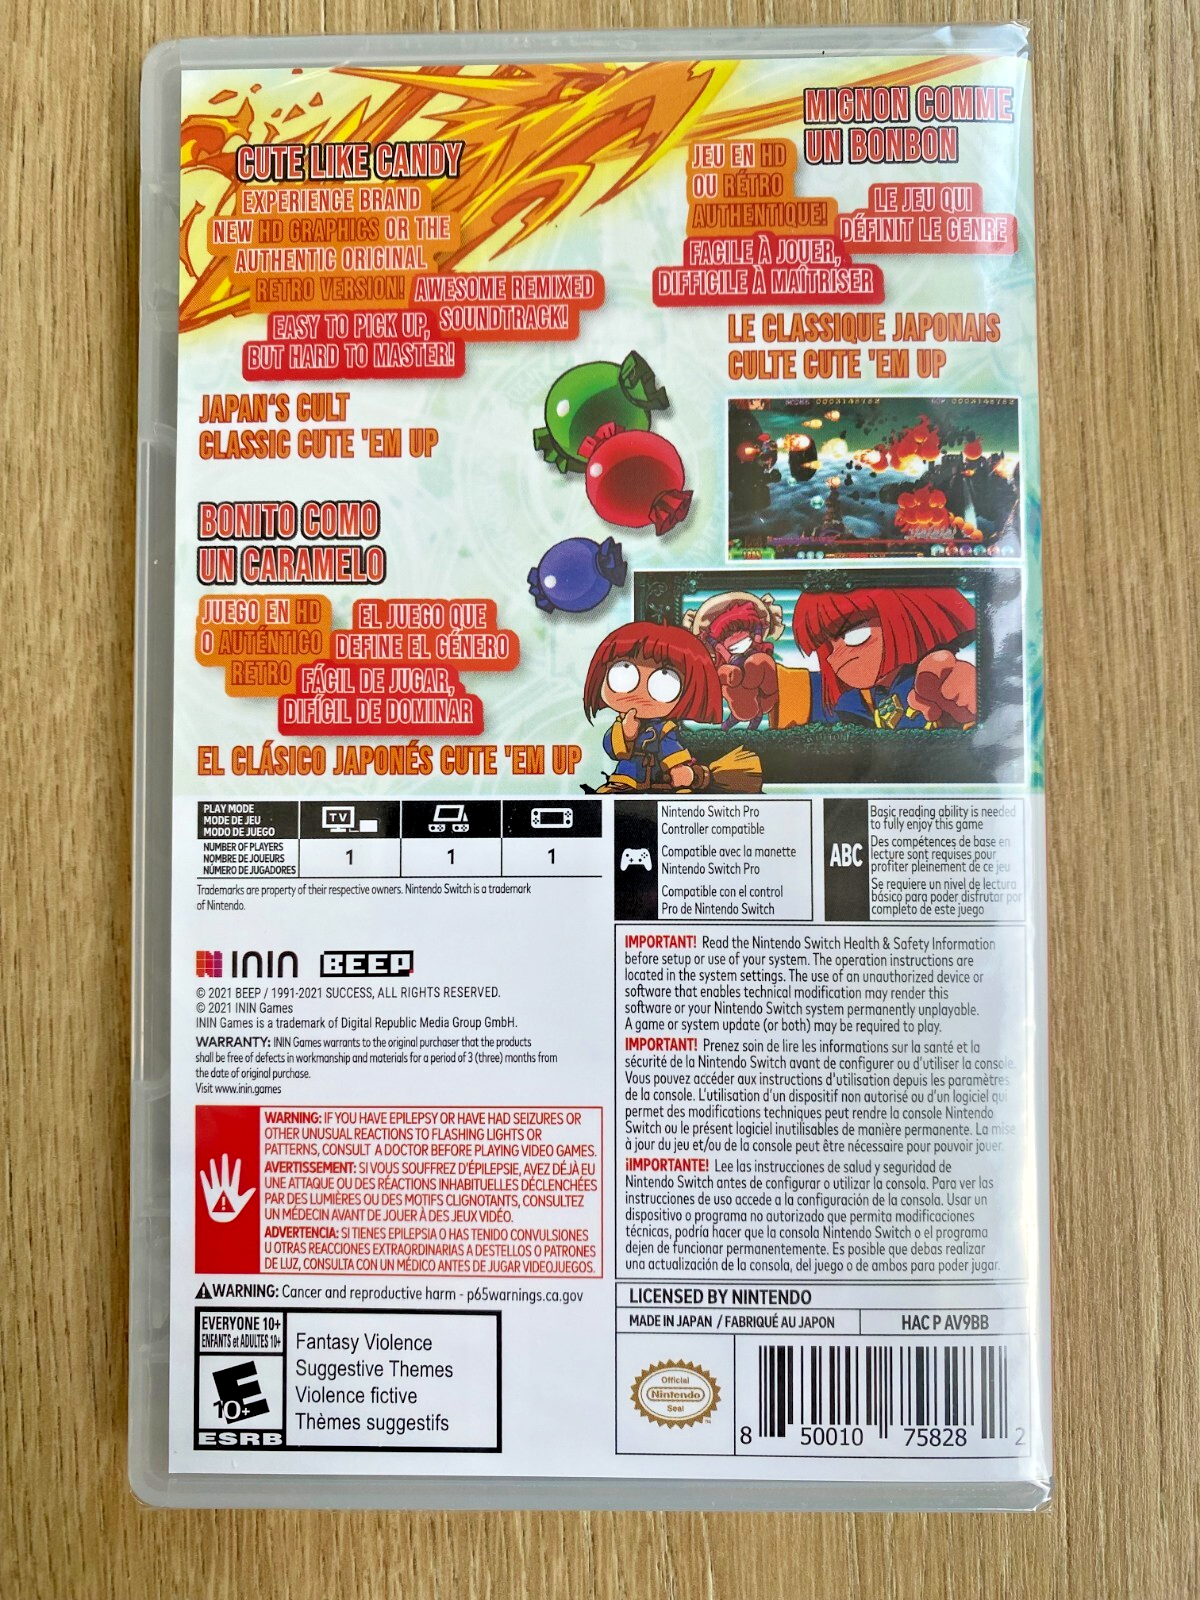 CUTE LIKE CANDY
EXPERIENCE BRAND
NEW HD GRAPHICS OR THE
AUTHENTIC ORIGINAL
RETRO VERSION!
AWESOME REMIXED
SOUNDTRACK!
EASY TO PICK UP,
BUT HARD TO MASTER!
JAPAN'S CULT
CLASSIC CUTE 'EM UP
MIGNON COMME
UN BONBON
JEU EN HD
OU RÉTRO
AUTHENTIQUE!
LE JEU QUI
DÉFINIT LE GENRE
FACILE À JOUER,
DIFFICILE À MAÎTRISER
LE CLASSIQUE JAPONAIS
CULTE CUTE 'EM UP
BONITO COMO
UN CARAMELO
JUEGO EN HD
O AUTÉNTICO
RETRO
EL JUEGO QUE
DEFINE EL GÉNERO
FÁCIL DE JUGAR,
DIFÍCIL DE DOMINAR
EL CLÁSICO JAPONÉS CUTE 'EM UP
PLAY MODE
MODE DE JEU
MODO DE JUEGO
TV
NUMBER OF PLAYERS
NOMBRE DE JOUEURS
NÚMERO DE JUGADORES
1
1
1
Trademarks are property of their respective owners. Nintendo Switch is a trademark
of Nintendo.
Nintendo Switch Pro
Controller compatible
Compatible avec la manette
Nintendo Switch Pro
Compatible con el control
Pro de Nintendo Switch
ABC
Basic reading ability is needed
to fully enjoy this game
Des compétences de base en
lecture sont requises pour
profiter pleinement de ce jeu
Se requiere un nivel de lectura
básico para poder disfrutar por
completo de este juego
ININ BEEP
© 2021 BEEP / 1991-2021 SUCCESS, ALL RIGHTS RESERVED.
© 2021 ININ Games
ININ Games is a trademark of Digital Republic Media Group GmbH.
WARRANTY: ININ Games warrants to the original purchaser that the products
shall be free of defects in workmanship and materials for a period of 3 (three) months from
the date of original purchase.
Visit www.inin.games
WARNING: IF YOU HAVE EPILEPSY OR HAVE HAD SEIZURES OR
OTHER UNUSUAL REACTIONS TO FLASHING LIGHTS OR
PATTERNS, CONSULT A DOCTOR BEFORE PLAYING VIDEO GAMES.
AVERTISSEMENT: SI VOUS SOUFFREZ D'ÉPILEPSIE, AVEZ DÉJÀ EU
UNE ATTAQUE OU DES RÉACTIONS INHABITUELLES DÉCLENCHÉES
PAR DES LUMIÈRES OU DES MOTIFS CLIGNOTANTS, CONSULTEZ
UN MÉDECIN AVANT DE JOUER À DES JEUX VIDÉO.
ADVERTENCIA: SI TIENES EPILEPSIA O HAS TENIDO CONVULSIONES
U OTRAS REACCIONES EXTRAORDINARIAS A DESTELLOS O PATRONES
DE LUZ, CONSULTA CON UN MÉDICO ANTES DE JUGAR VIDEOJUEGOS.
WARNING: Cancer and reproductive harm - p65warnings.ca.gov
EVERYONE 10+
ENFANTS et ADULTES 10+
E
10+
ESRB
Fantasy Violence
Suggestive Themes
Violence fictive
Thèmes suggestifs
IMPORTANT! Read the Nintendo Switch Health & Safety Information
before setup or use of your system. The operation instructions are
located in the system settings. The use of an unauthorized device or
software that enables technical modification may render this
software or your Nintendo Switch system permanently unplayable.
A game or system update (or both) may be required to play.
IMPORTANT! Prenez soin de lire les informations sur la santé et la
sécurité de la Nintendo Switch avant de configurer ou d'utiliser la console.
Vous pouvez accéder aux instructions d'utilisation depuis les paramètres
de la console. L'utilisation d'un dispositif non autorisé ou d'un logiciel qui
permet des modifications techniques peut rendre la console Nintendo
Switch ou le présent logiciel inutilisables de manière permanente. La mise
à jour du jeu et/ou de la console peut être nécessaire pour pouvoir jouer.
¡IMPORTANTE! Lee las instrucciones de salud y seguridad de
Nintendo Switch antes de configurar o utilizar la consola. Para ver las
instrucciones de uso accede a la configuración de la consola. Usar un
dispositivo o programa no autorizado que permita modificaciones
técnicas, podría hacer que la consola Nintendo Switch o el programa
dejen de funcionar permanentemente. Es posible que debas realizar
una actualización de la consola, del juego o de ambos para poder jugar.
LICENSED BY NINTENDO
MADE IN JAPAN / FABRIQUÉ AU JAPON
HAC P AV9BB
Official
Nintendo
Seal
8 50010 75828 2